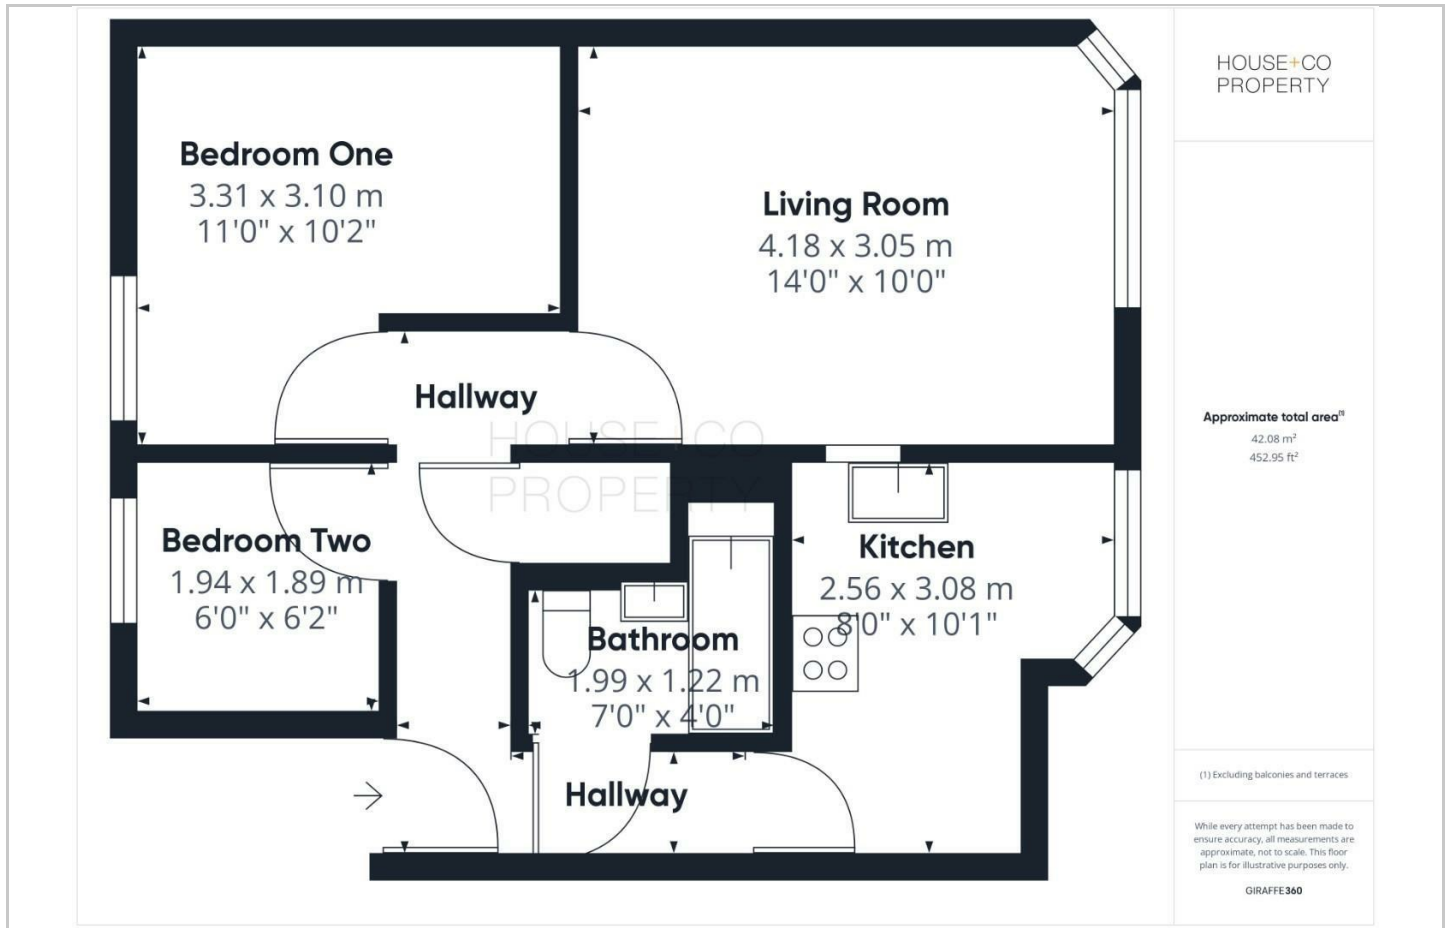 Bedroom One
3.31 x 3.10 m
11'0" x 10'2"
Living Room
4.18 x 3.05 m
14'0" x 10'0"
Hallway
HOUSE+CO
PROPERTY
Bedroom Two
1.94 x 1.89 m
6'0" x 6'2"
Kitchen
2.56 x 3.08 m
8'0" x 10'1"
Bathroom
1.99 x 1.22 m
7'0" x 4'0"
Hallway
HOUSE+CO
PROPERTY
Approximate total area(1)
42.08 m²
452.95 ft²
(1) Excluding balconies and terraces
While every attempt has been made to
ensure accuracy, all measurements are
approximate, not to scale. This floor
plan is for illustrative purposes only.
GIRAFFE360